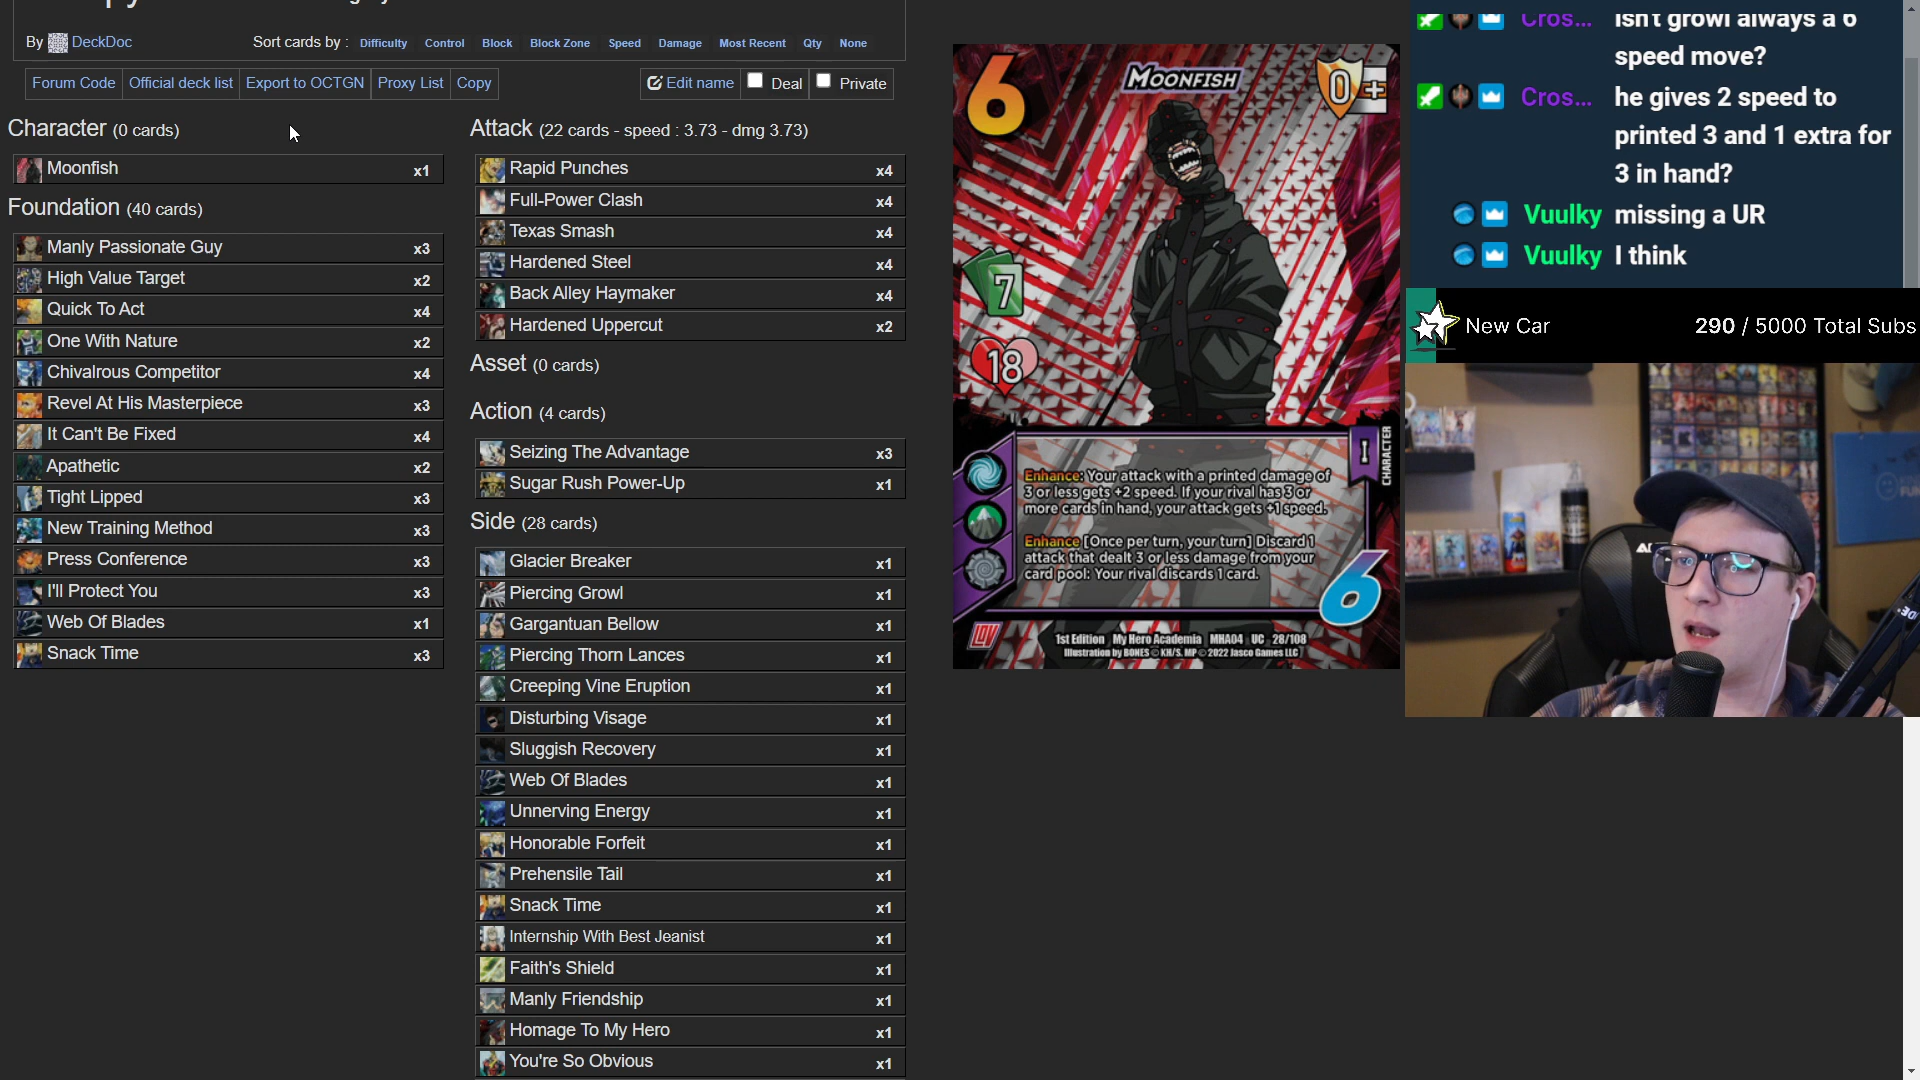 By DeckDoc
Sort cards by : Difficulty Control Block Block Zone Speed Damage Most Recent Qty None
Forum Code Official deck list Export to OCTGN Proxy List Copy
Edit name Deal Private
Character (0 cards)
Moonfish x1
Foundation (40 cards)
Manly Passionate Guy x3
High Value Target x2
Quick To Act x4
One With Nature x2
Chivalrous Competitor x4
Revel At His Masterpiece x3
It Can't Be Fixed x4
Apathetic x2
Tight Lipped x3
New Training Method x3
Press Conference x3
I'll Protect You x3
Web Of Blades x1
Snack Time x3
Attack (22 cards - speed : 3.73 - dmg 3.73)
Rapid Punches x4
Full-Power Clash x4
Texas Smash x4
Hardened Steel x4
Back Alley Haymaker x4
Hardened Uppercut x2
Asset (0 cards)
Action (4 cards)
Seizing The Advantage x3
Sugar Rush Power-Up x1
Side (28 cards)
Glacier Breaker x1
Piercing Growl x1
Gargantuan Bellow x1
Piercing Thorn Lances x1
Creeping Vine Eruption x1
Disturbing Visage x1
Sluggish Recovery x1
Web Of Blades x1
Unnerving Energy x1
Honorable Forfeit x1
Prehensile Tail x1
Snack Time x1
Internship With Best Jeanist x1
Faith's Shield x1
Manly Friendship x1
Homage To My Hero x1
You're So Obvious x1
6
MOONFISH
0 +
7
18
I CHARACTER
Enhance: Your attack with a printed damage of
3 or less gets +2 speed. If your rival has 3 or
more cards in hand, your attack gets +1 speed.
Enhance [Once per turn, your turn] Discard 1
attack that dealt 3 or less damage from your
card pool: Your rival discards 1 card.
6
LOV
1st Edition My Hero Academia MHA04 UC 28/108
Illustration by BONES © KH/S, MP © 2022 Jasco Games LLC
Cros... isn't growl always a 6
speed move?
Cros... he gives 2 speed to
printed 3 and 1 extra for
3 in hand?
Vuulky missing a UR
Vuulky I think
New Car 290 / 5000 Total Subs